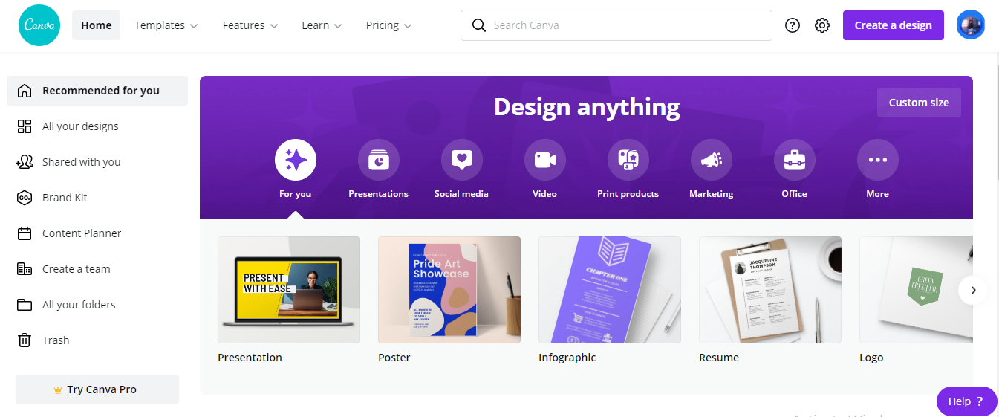 Canva
Home
Templates
Features
Learn
Pricing
Search Canva
?
Create a design
Recommended for you
All your designs
Shared with you
CO.
Brand Kit
Content Planner
Create a team
All your folders
Trash
Try Canva Pro
Design anything
Custom size
For you
Presentations
Social media
Video
Print products
Marketing
Office
More
PRESENT
WITH EASE
Pride Art
Showcase
CHAPTER ONE
JACQUELINE
THOMPSON
GREEN
FRESH CO.
Presentation
Poster
Infographic
Resume
Logo
Help ?